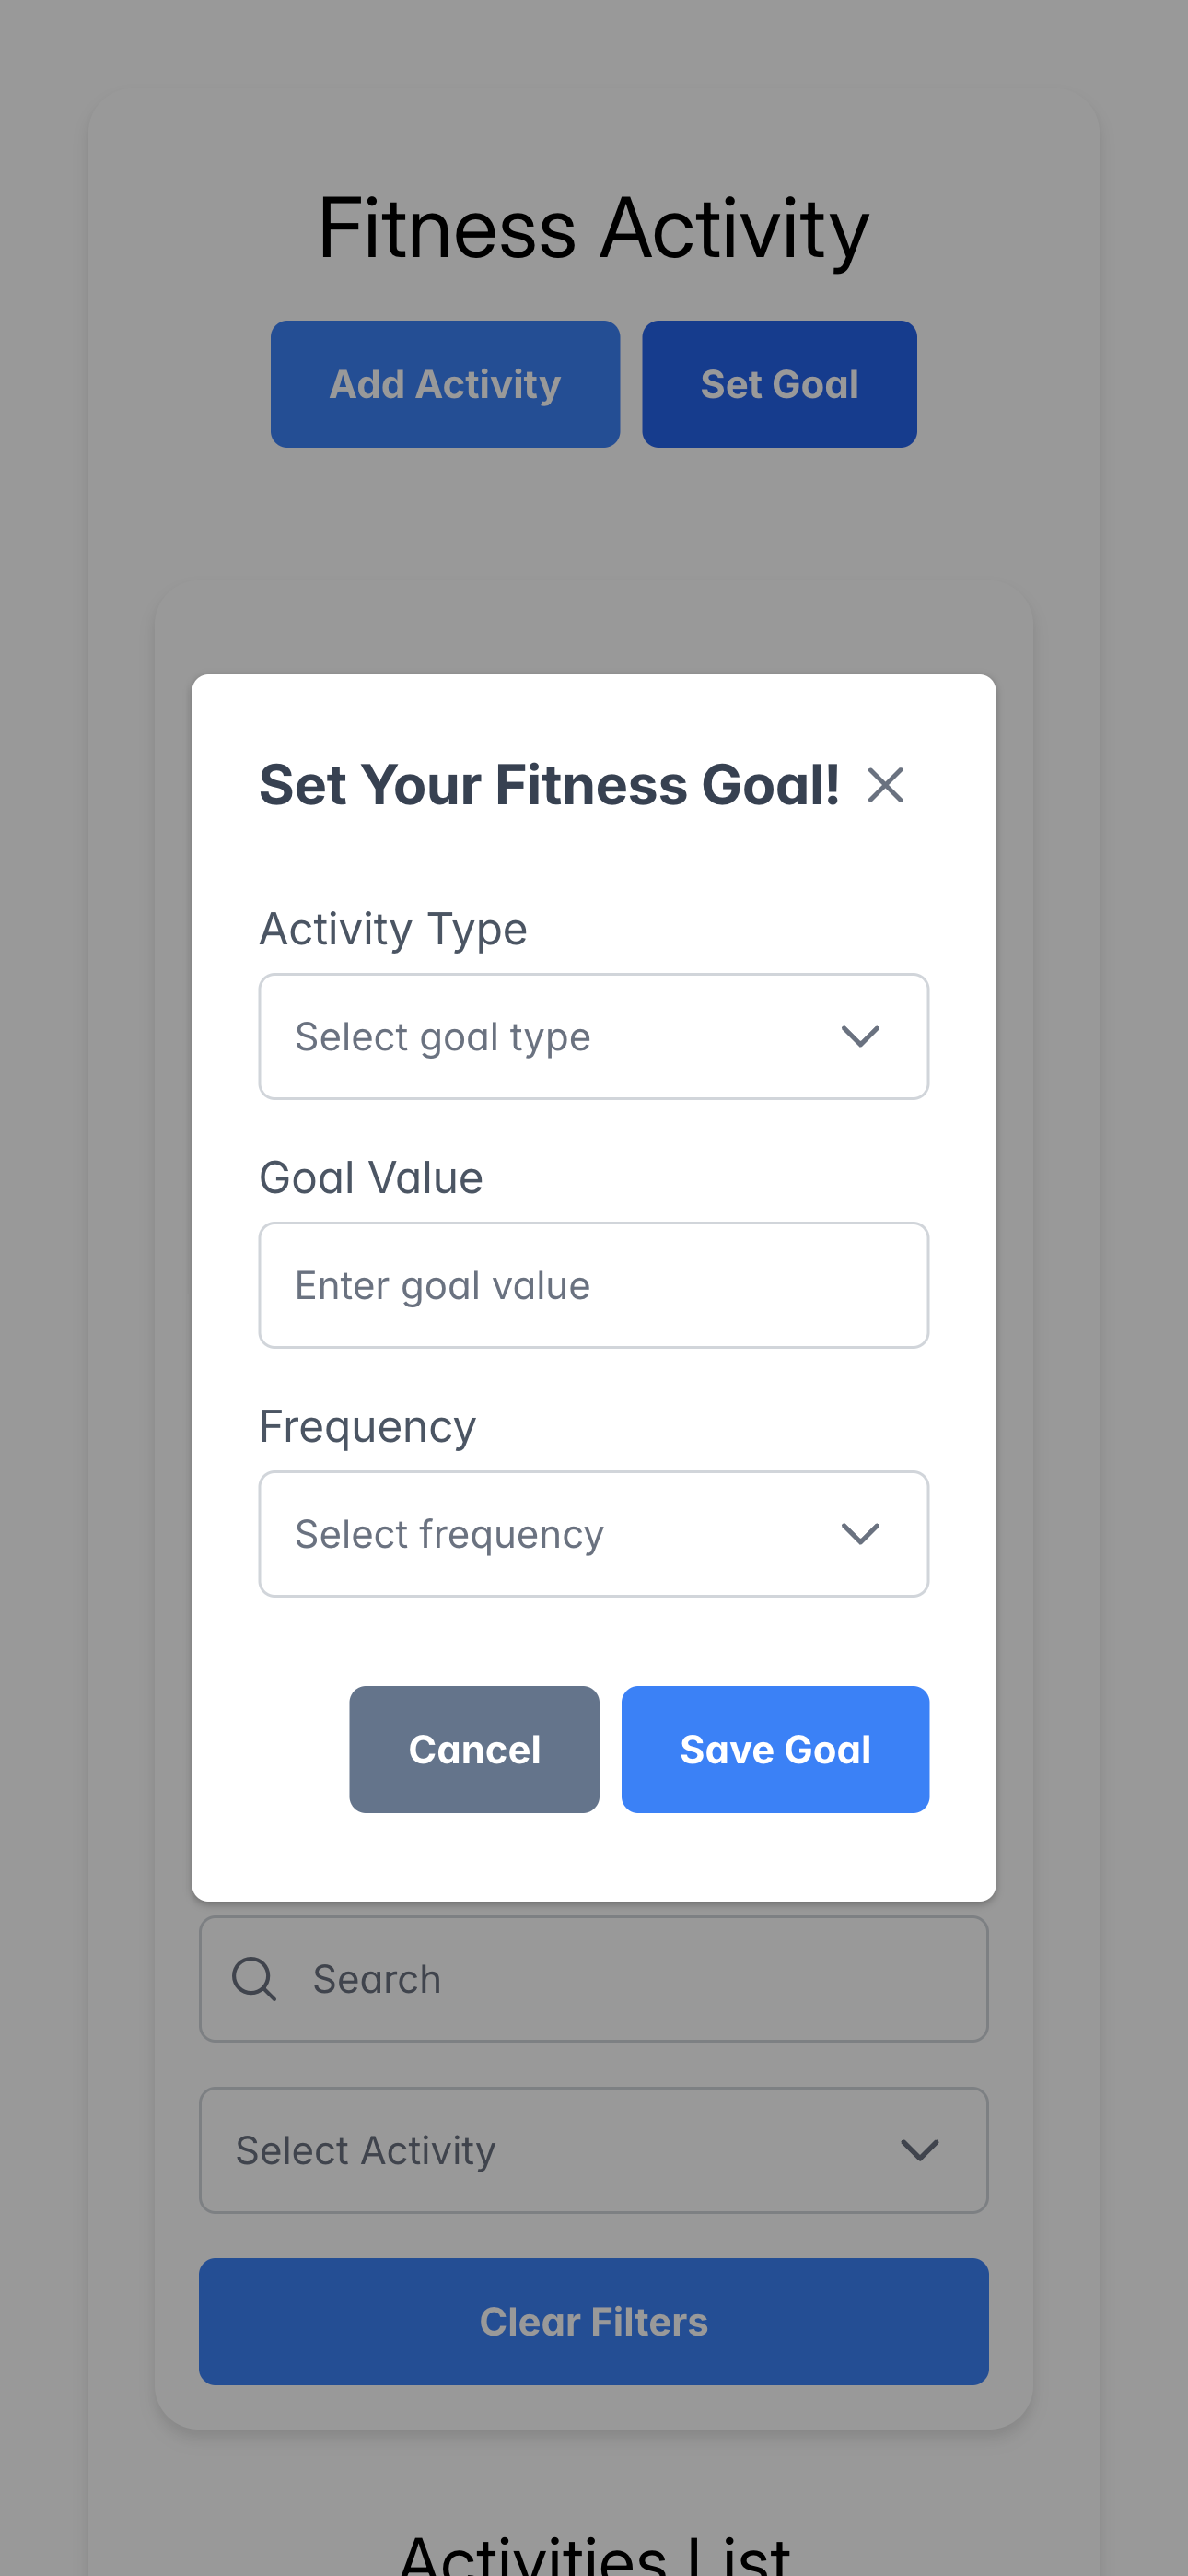 Fitness Activity
Add Activity
Set Goal
Set Your Fitness Goal!
Activity Type
Select goal type
Goal Value
Enter goal value
Frequency
Select frequency
Cancel
Save Goal
Search
Select Activity
Clear Filters
Activities List